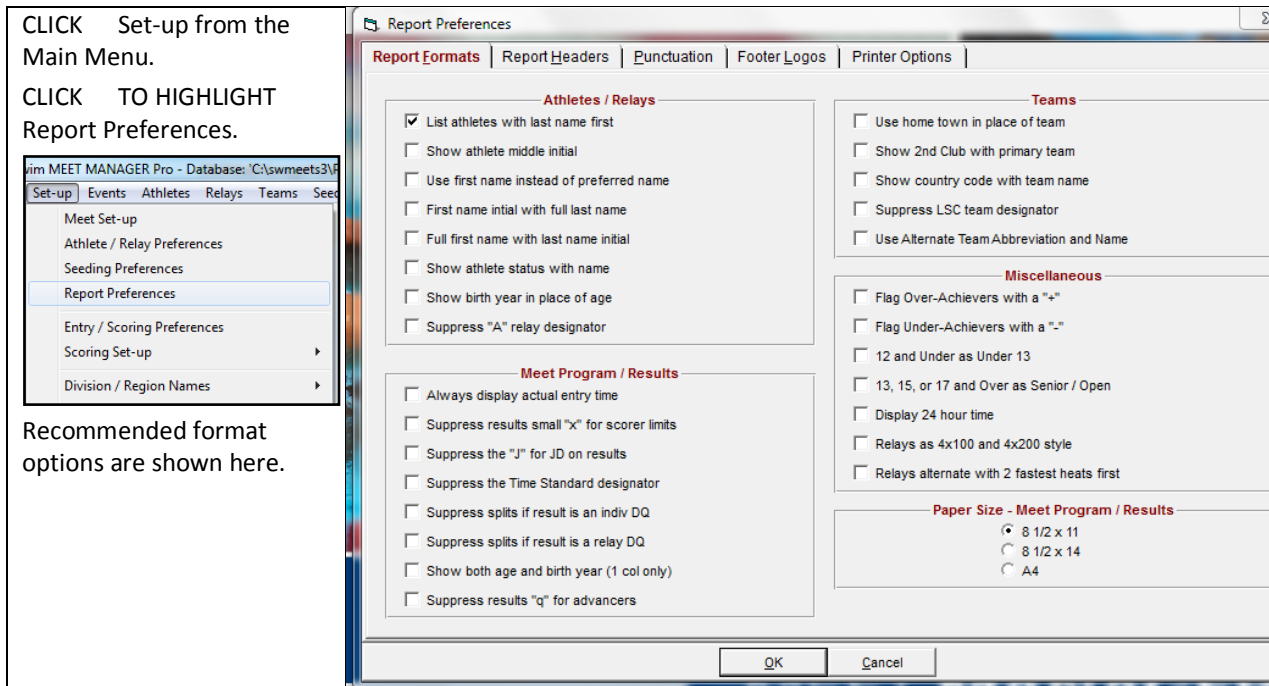 CLICK Set-up from the
Main Menu.
CLICK TO HIGHLIGHT
Report Preferences.
wim MEET MANAGER Pro - Database: 'C:\swmeets3\
Set-up Events Athletes Relays Teams Seed
Meet Set-up
Athlete / Relay Preferences
Seeding Preferences
Report Preferences
Entry / Scoring Preferences
Scoring Set-up
Division / Region Names
Recommended format
options are shown here.
Report Preferences
Report Formats Report Headers Punctuation Footer Logos Printer Options
Athletes / Relays
List athletes with last name first
Show athlete middle initial
Use first name instead of preferred name
First name intial with full last name
Full first name with last name initial
Show athlete status with name
Show birth year in place of age
Suppress "A" relay designator
Meet Program / Results
Always display actual entry time
Suppress results small "x" for scorer limits
Suppress the "J" for JD on results
Suppress the Time Standard designator
Suppress splits if result is an indiv DQ
Suppress splits if result is a relay DQ
Show both age and birth year (1 col only)
Suppress results "q" for advancers
Teams
Use home town in place of team
Show 2nd Club with primary team
Show country code with team name
Suppress LSC team designator
Use Alternate Team Abbreviation and Name
Miscellaneous
Flag Over-Achievers with a "+"
Flag Under-Achievers with a "-"
12 and Under as Under 13
13, 15, or 17 and Over as Senior / Open
Display 24 hour time
Relays as 4x100 and 4x200 style
Relays alternate with 2 fastest heats first
Paper Size - Meet Program / Results
8 1/2 x 11
8 1/2 x 14
A4
OK Cancel